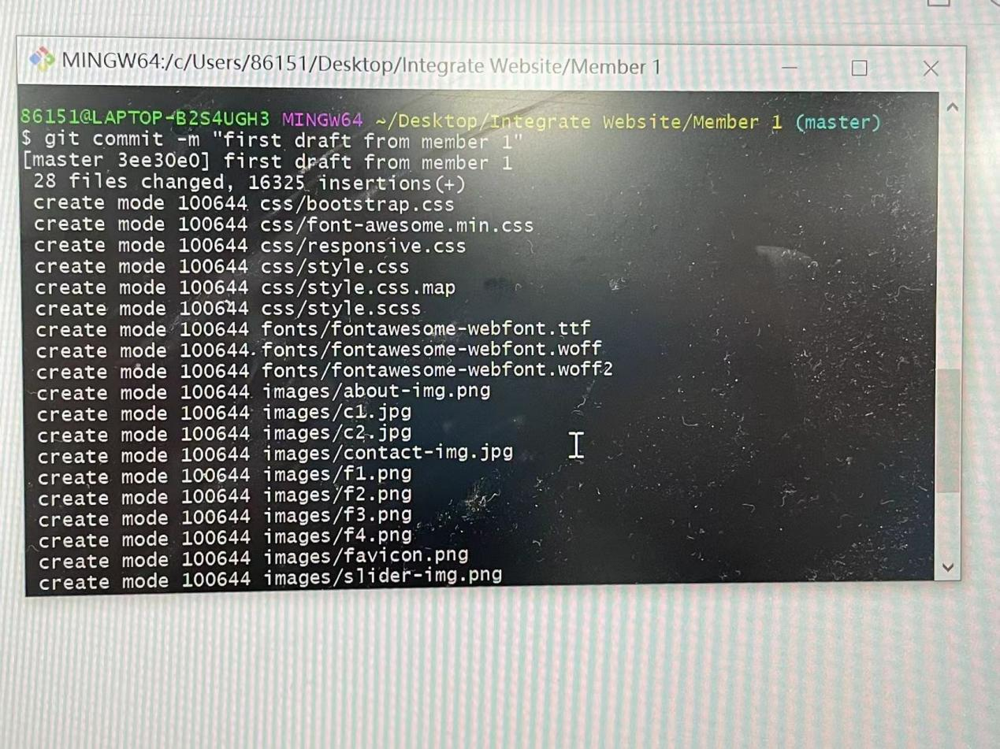 MINGW64:/c/Users/86151/Desktop/Integrate Website/Member 1
86151@LAPTOP-B2S4UGH3 MINGW64 ~/Desktop/Integrate Website/Member 1 (master)
$ git commit -m "first draft from member 1"
[master 3ee30e0] first draft from member 1
28 files changed, 16325 insertions(+)
create mode 100644 css/bootstrap.css
create mode 100644 css/font-awesome.min.css
create mode 100644 css/responsive.css
create mode 100644 css/style.css
create mode 100644 css/style.css.map
create mode 100644 css/style.scss
create mode 100644 fonts/fontawesome-webfont.ttf
create mode 100644 fonts/fontawesome-webfont.woff
create mode 100644 fonts/fontawesome-webfont.woff2
create mode 100644 images/about-img.png
create mode 100644 images/c1.jpg
create mode 100644 images/c2.jpg
create mode 100644 images/contact-img.jpg
create mode 100644 images/f1.png
create mode 100644 images/f2.png
create mode 100644 images/f3.png
create mode 100644 images/f4.png
create mode 100644 images/favicon.png
create mode 100644 images/slider-img.png